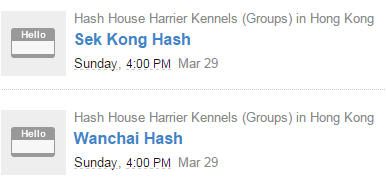 Hash House Harrier Kennels (Groups) in Hong Kong
Hello
Sek Kong Hash
Sunday, 4:00 PM Mar 29
Hash House Harrier Kennels (Groups) in Hong Kong
Hello
Wanchai Hash
Sunday, 4:00 PM Mar 29